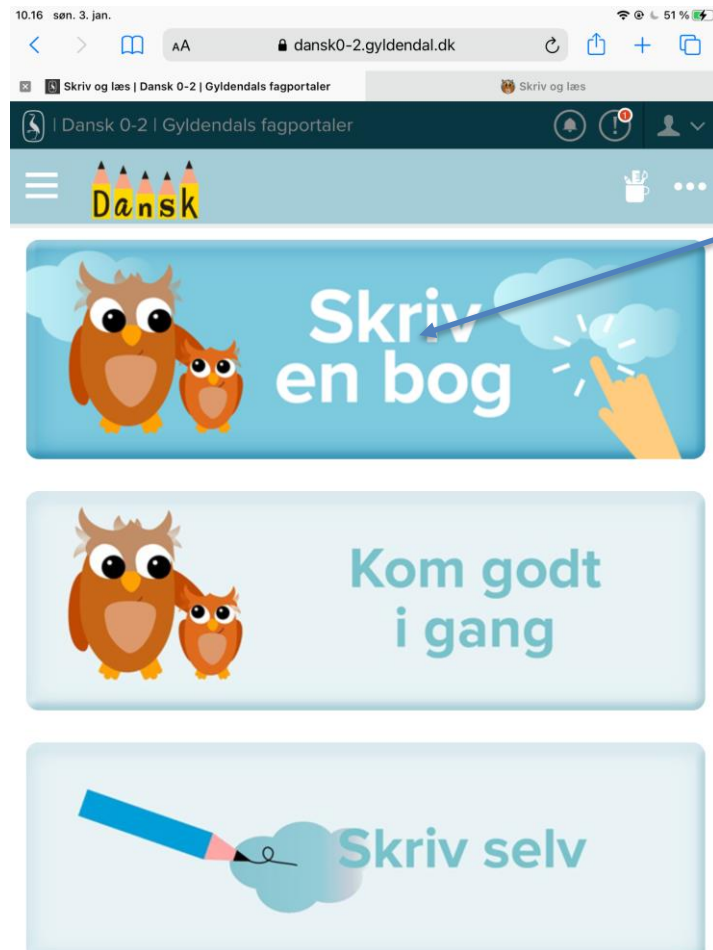 10.16 søn. 3. jan. 51 %
AA dansk0-2.gyldendal.dk
Skriv og læs | Dansk 0-2 | Gyldendals fagportaler Skriv og læs
| Dansk 0-2 | Gyldendals fagportaler
Dansk
Skriv
en bog
Kom godt
i gang
Skriv selv